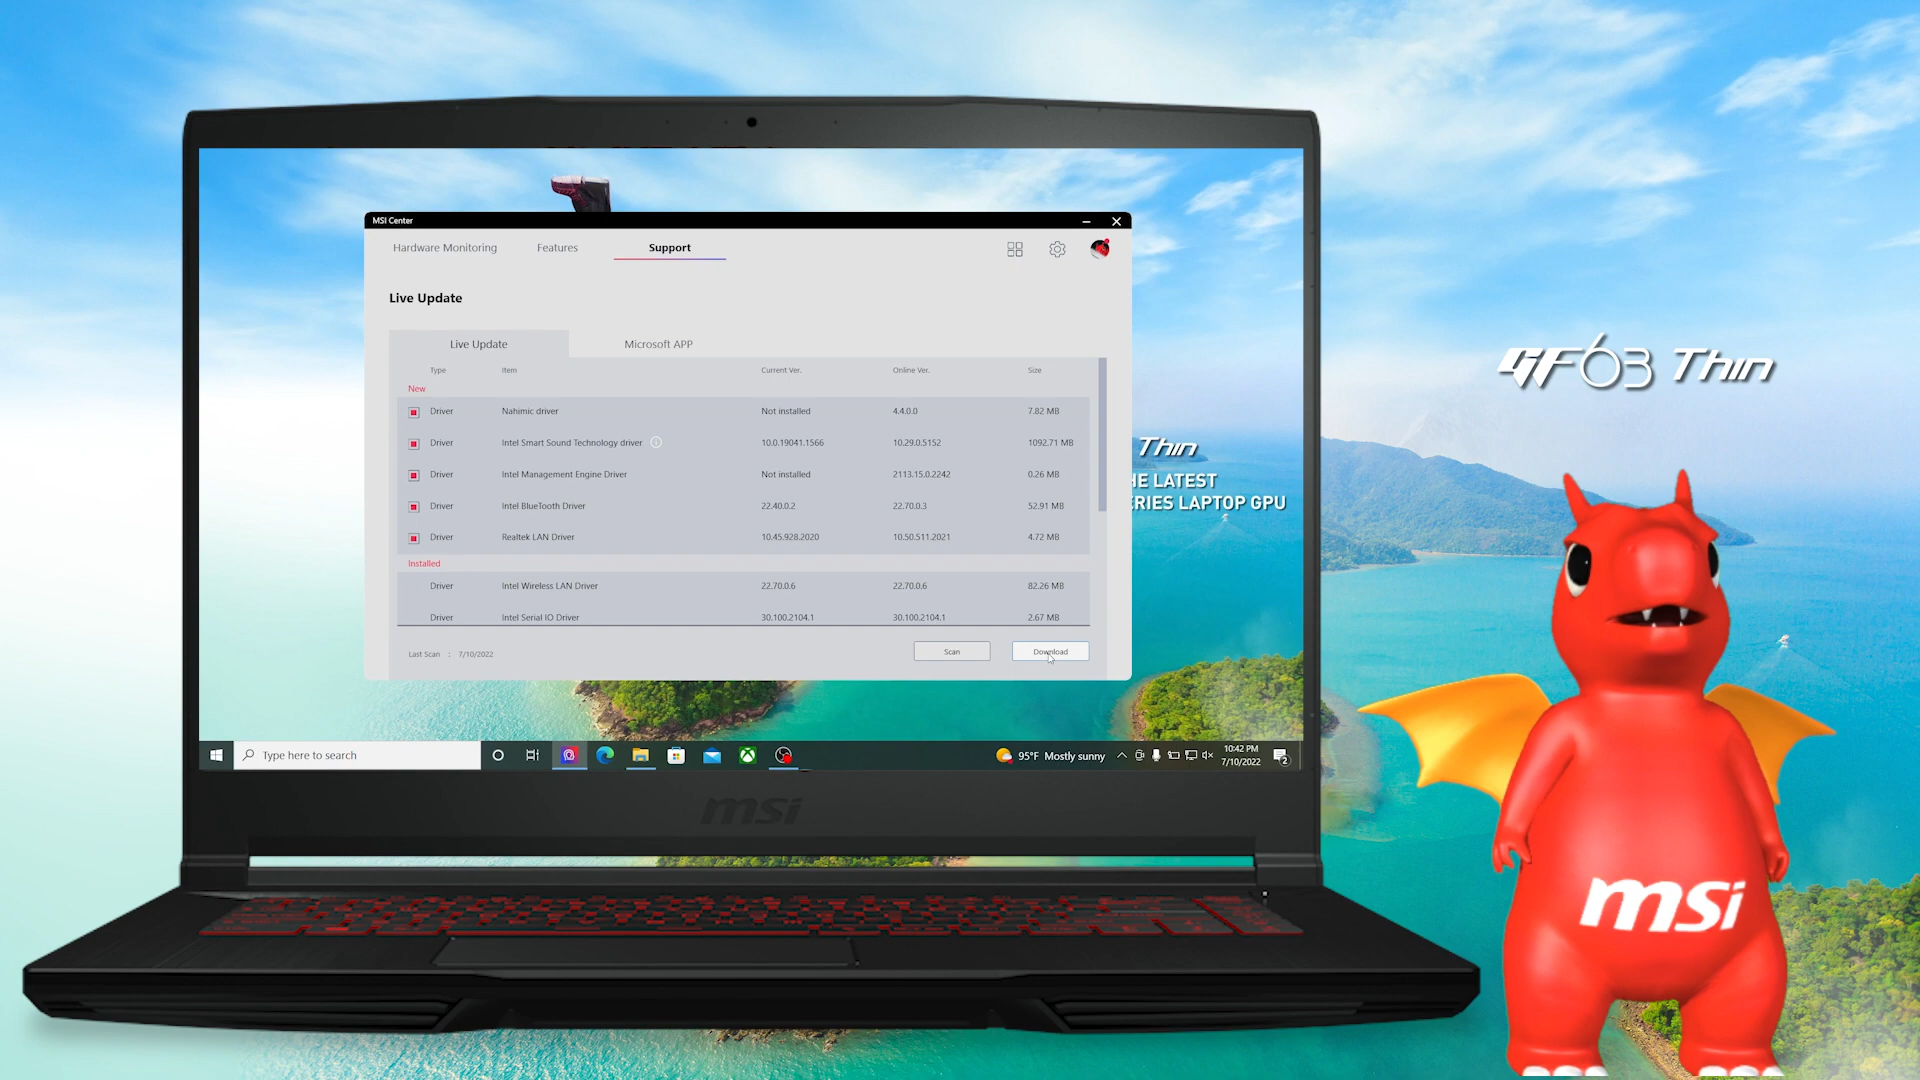 MSI Center
Hardware Monitoring Features Support
Live Update
Live Update Microsoft APP
Type Item Current Ver. Online Ver. Size
New
Driver Nahimic driver Not installed 4.4.0.0 7.82 MB
Driver Intel Smart Sound Technology driver 10.0.19041.1566 10.29.0.5152 1092.71 MB
Driver Intel Management Engine Driver Not installed 2113.15.0.2242 0.26 MB
Driver Intel BlueTooth Driver 22.40.0.2 22.70.0.3 52.91 MB
Driver Realtek LAN Driver 10.45.928.2020 10.50.511.2021 4.72 MB
Installed
Driver Intel Wireless LAN Driver 22.70.0.6 22.70.0.6 82.26 MB
Driver Intel Serial IO Driver 30.100.2104.1 30.100.2104.1 2.67 MB
Last Scan : 7/10/2022 Scan Download
Thin
HE LATEST
ERIES LAPTOP GPU
Type here to search 95°F Mostly sunny 10:42 PM
7/10/2022 2
msi
GF63 Thin
msi